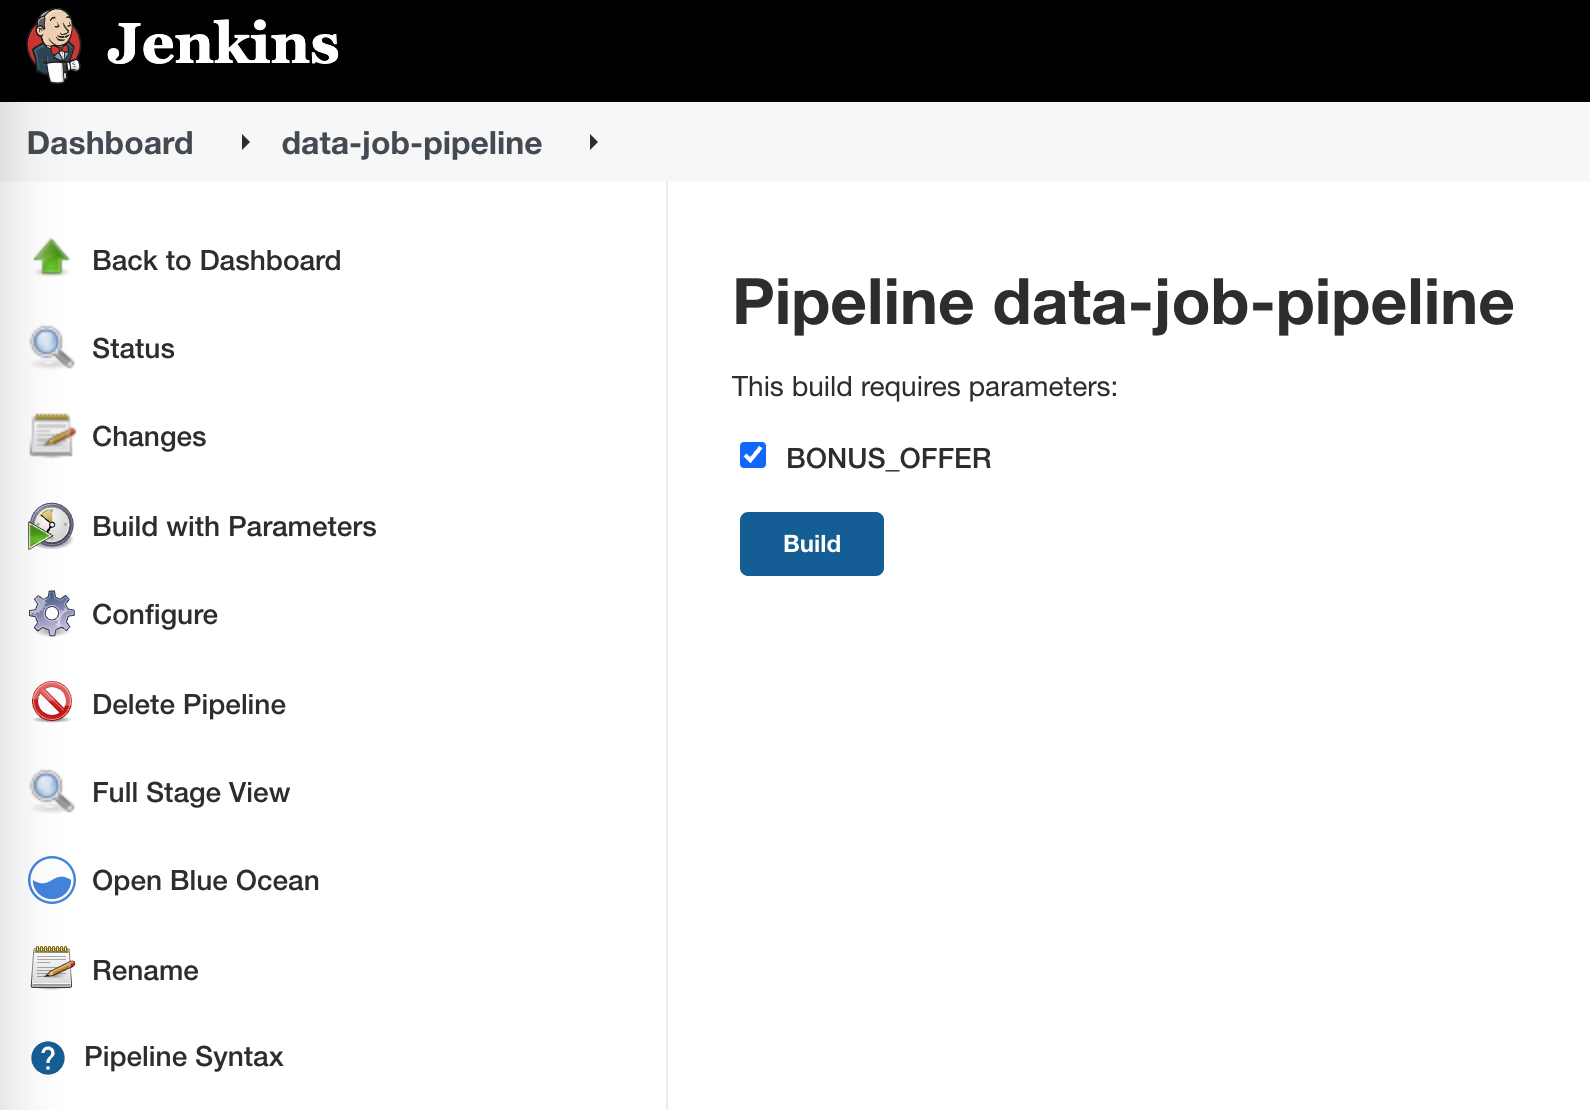 Jenkins
Dashboard
data-job-pipeline
Back to Dashboard
Status
Changes
Build with Parameters
Configure
Delete Pipeline
Full Stage View
Open Blue Ocean
Rename
? Pipeline Syntax
Pipeline data-job-pipeline
This build requires parameters:
BONUS_OFFER
Build